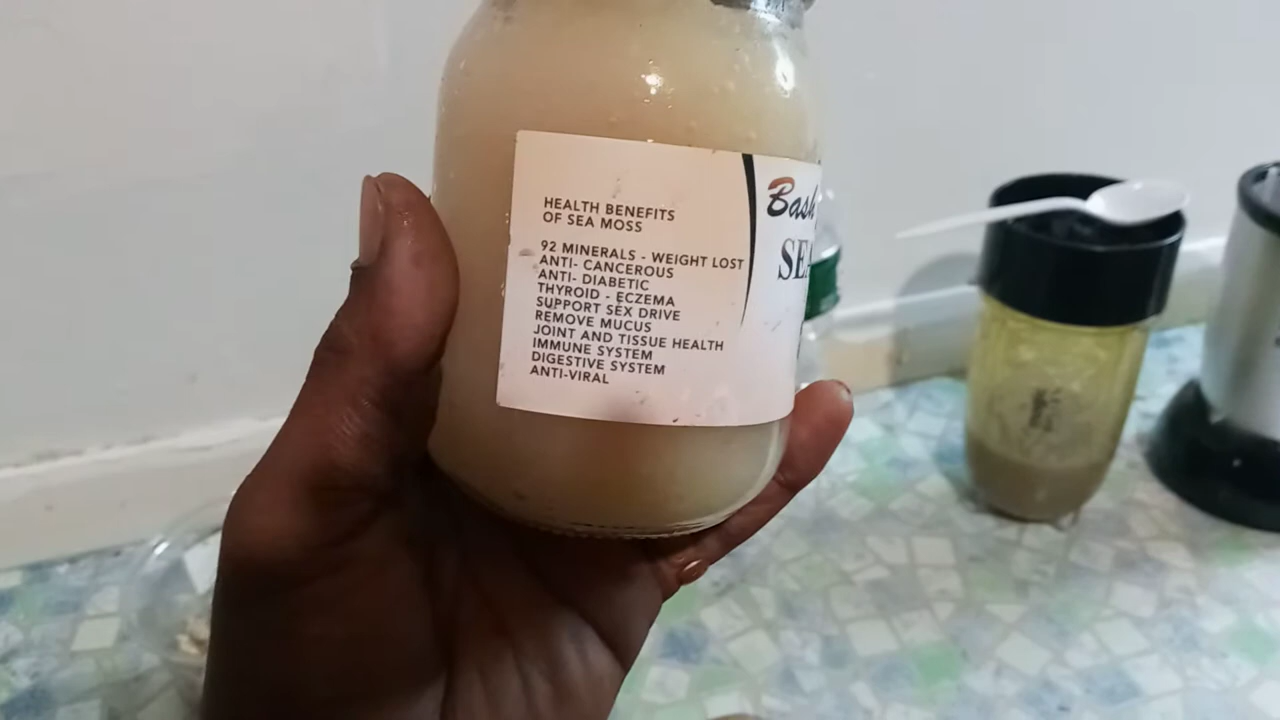 HEALTH BENEFITS
OF SEA MOSS
92 MINERALS - WEIGHT LOST
ANTI- CANCEROUS
ANTI- DIABETIC
THYROID - ECZEMA
SUPPORT SEX DRIVE
REMOVE MUCUS
JOINT AND TISSUE HEALTH
IMMUNE SYSTEM
DIGESTIVE SYSTEM
ANTI-VIRAL
Bash